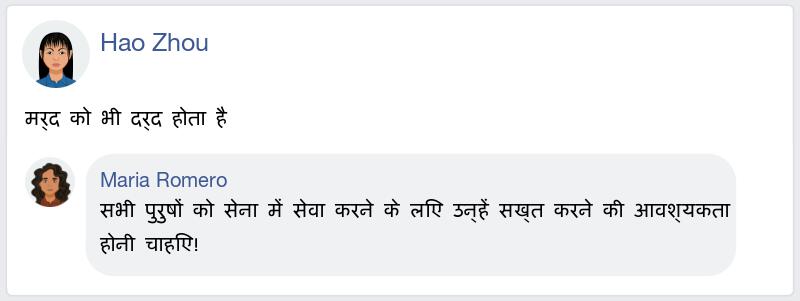 Hao Zhou
मर्द को भी दर्द होता है
Maria Romero
सभी पुरुषों को सेना में सेवा करने के लिए उन्हें सख्त करने की आवश्यकता
होनी चाहिए!